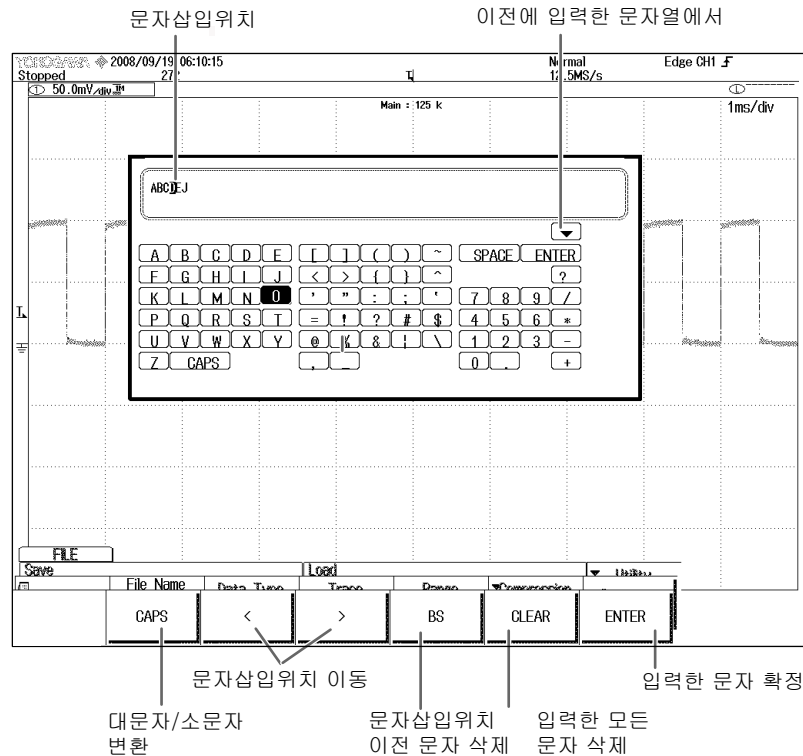 문자삽입위치
이전에 입력한 문자열에서
YOKOGAWA 2008/09/19 06:10:15
Normal
Edge CH1
Stopped
12.5MS/s
50.0mV/div
Main : 125 k
1ms/div
ABCDEJ
A B C D E [ ] ( ) ~ SPACE ENTER
F G H I J < > { } ^ ?
K L M N O ' " : ; ‘ 7 8 9 /
P Q R S T = ! ? # $ 4 5 6 *
U V W X Y @ % & ¦ \ 1 2 3 -
Z CAPS , _ 0 . +
FILE
Save
Load
Utility
File Name
Data Type
Trace
Range
Compression
CAPS
<
>
BS
CLEAR
ENTER
문자삽입위치 이동
입력한 문자 확정
대문자/소문자
변환
문자삽입위치
이전 문자 삭제
입력한 모든
문자 삭제